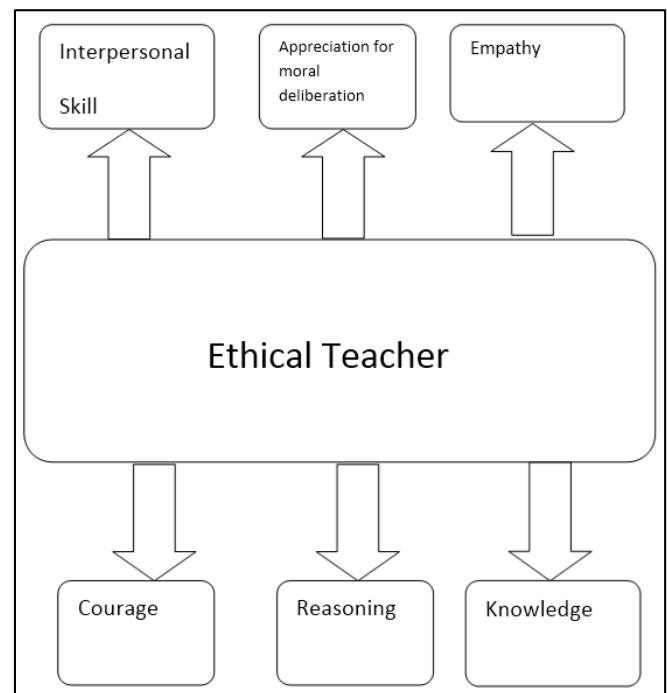 Interpersonal
Skill
Appreciation for
moral
deliberation
Empathy
Ethical Teacher
Courage
Reasoning
Knowledge